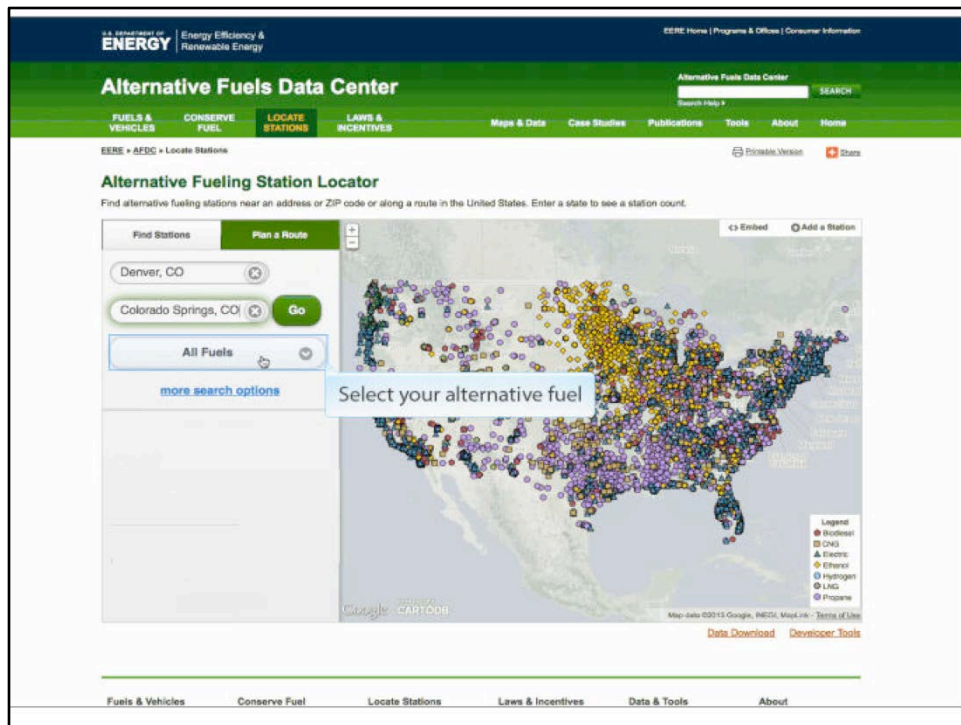 U.S. DEPARTMENT OF
ENERGY
Energy Efficiency &
Renewable Energy
EERE Home | Programs & Offices | Consumer Information
Alternative Fuels Data Center
Alternative Fuels Data Center
SEARCH
Search Help
FUELS &
VEHICLES
CONSERVE
FUEL
LOCATE
STATIONS
LAWS &
INCENTIVES
Maps & Data
Case Studies
Publications
Tools
About
Home
EERE » AFDC » Locate Stations
Printable Version
Share
Alternative Fueling Station Locator
Find alternative fueling stations near an address or ZIP code or along a route in the United States. Enter a state to see a station count.
Find Stations
Plan a Route
+
-
<> Embed
Add a Station
Denver, CO
Colorado Springs, CO
Go
All Fuels
more search options
Select your alternative fuel
Legend
Biodiesel
CNG
Electric
Ethanol
Hydrogen
LNG
Propane
Google
CARTODB
Map data ©2013 Google, INEGI, MapLink - Terms of Use
Data Download
Developer Tools
Fuels & Vehicles
Conserve Fuel
Locate Stations
Laws & Incentives
Data & Tools
About